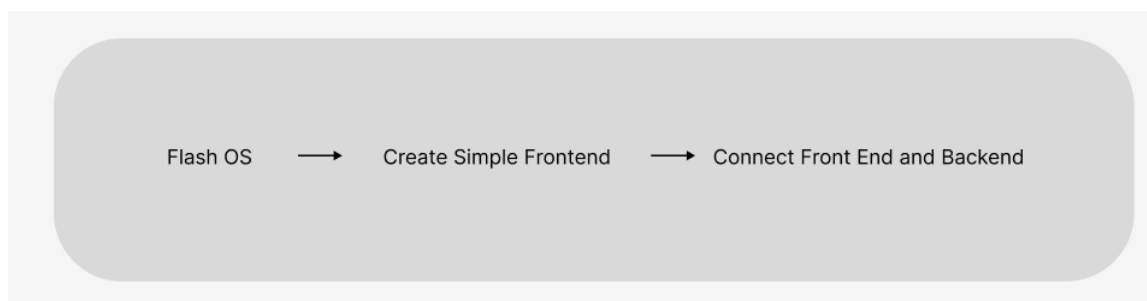 Flash OS → Create Simple Frontend → Connect Front End and Backend